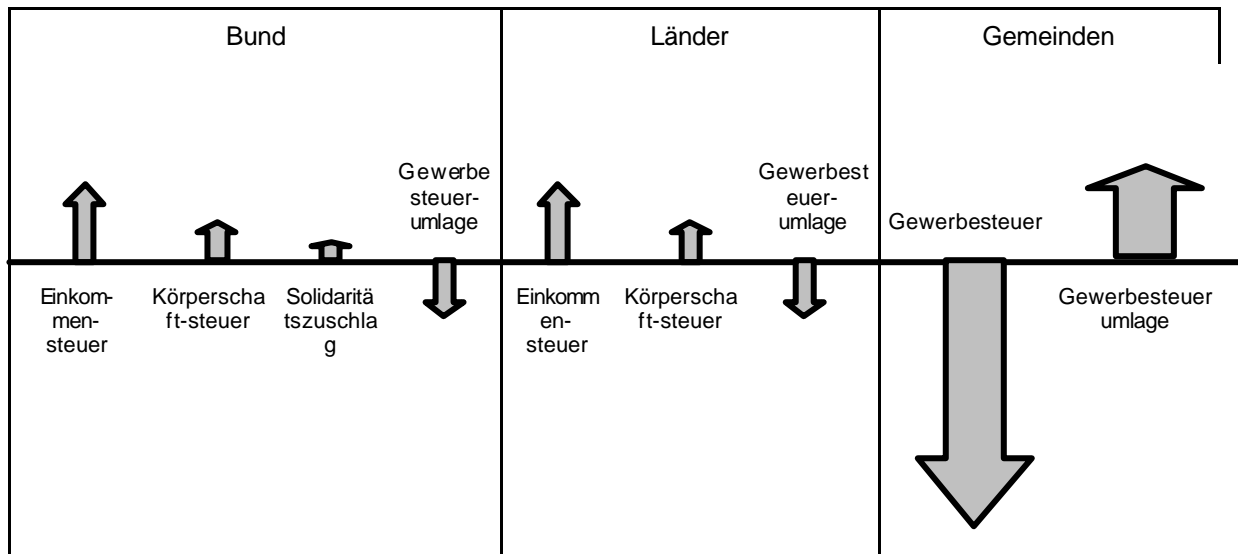 Bund
Länder
Gemeinden
Gewerbe
steuer-
umlage
Gewerbest
euer-
umlage
Gewerbesteuer
Einkom-
men-
steuer
Körperscha
ft-steuer
Solidaritä
tszuschla
g
Einkomm
en-
steuer
Körperscha
ft-steuer
Gewerbesteuer
umlage